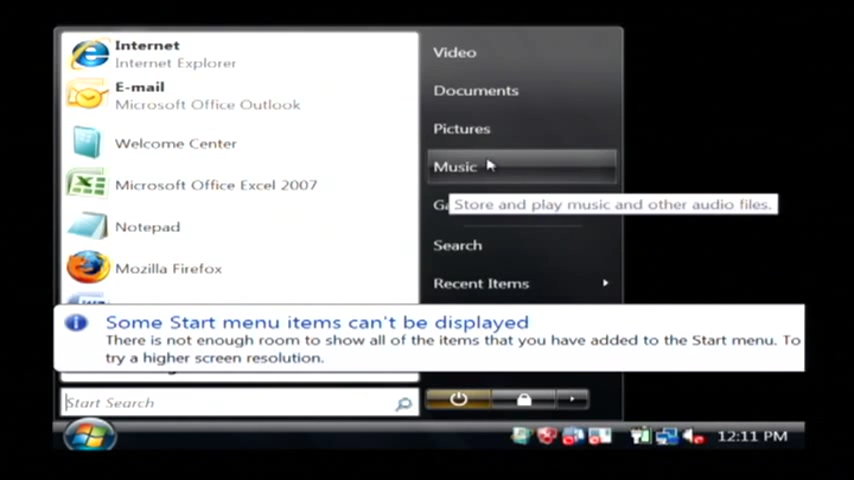 Internet
Internet Explorer
E-mail
Microsoft Office Outlook
Welcome Center
Microsoft Office Excel 2007
Notepad
Mozilla Firefox
Video
Documents
Pictures
Music
Store and play music and other audio files.
Search
Recent Items
Some Start menu items can't be displayed
There is not enough room to show all of the items that you have added to the Start menu. To
try a higher screen resolution.
Start Search
12:11 PM